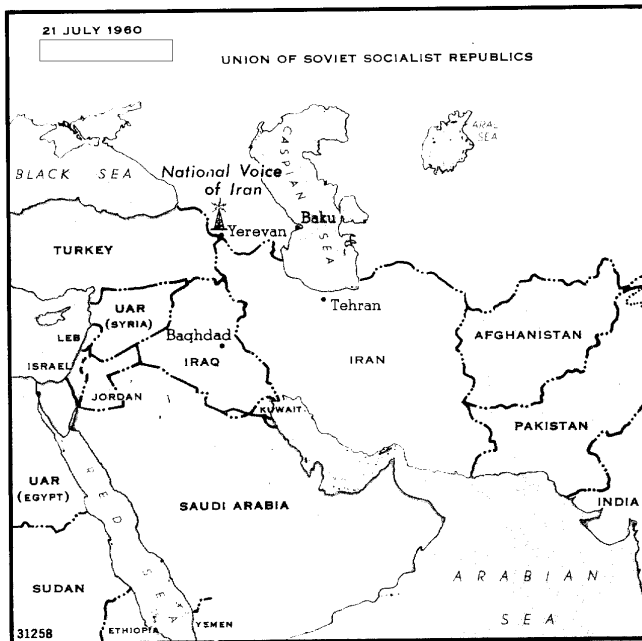 21 JULY 1960
UNION OF SOVIET SOCIALIST REPUBLICS
ARAL
SEA
CASPIAN SEA
BLACK SEA
National Voice
of Iran
Baku
Yerevan
TURKEY
Tehran
UAR
(SYRIA)
LEB
Baghdad
AFGHANISTAN
ISRAEL
IRAQ
IRAN
JORDAN
KUWAIT
PAKISTAN
UAR
(EGYPT)
RED SEA
SAUDI ARABIA
INDIA
ARABIAN
SEA
SUDAN
ETHIOPIA
YEMEN
31258